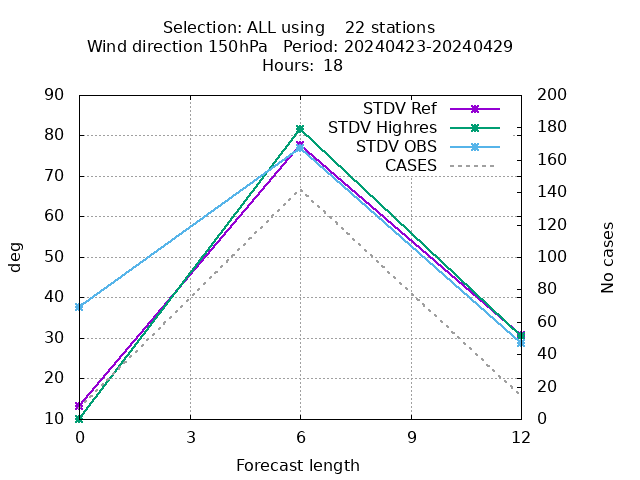 Selection: ALL using    22 stations
Wind direction 150hPa   Period: 20240423-20240429
Hours: 18
90
80
70
60
50
40
30
20
10
deg
STDV Ref
STDV Highres
STDV OBS
CASES
200
180
160
140
120
100
80
60
40
20
0
No cases
0 3 6 9 12
Forecast length